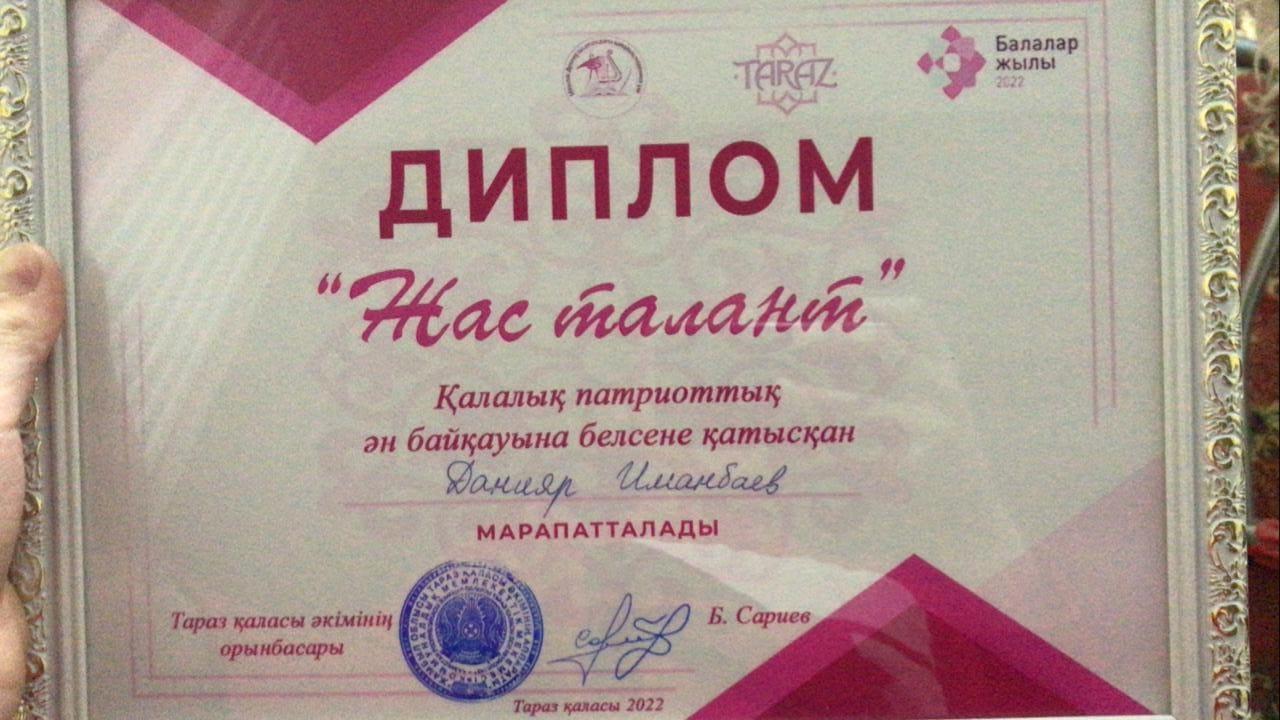 TARAZ
Балалар
жылы
2022
ДИПЛОМ
“Жас талант”
Қалалық патриоттық
ән байқауына белсене қатысқан
Данияр Иманбаев
МАРАПАТТАЛАДЫ
Тараз қаласы әкімінің
орынбасары
Б. Сариев
Тараз қаласы 2022